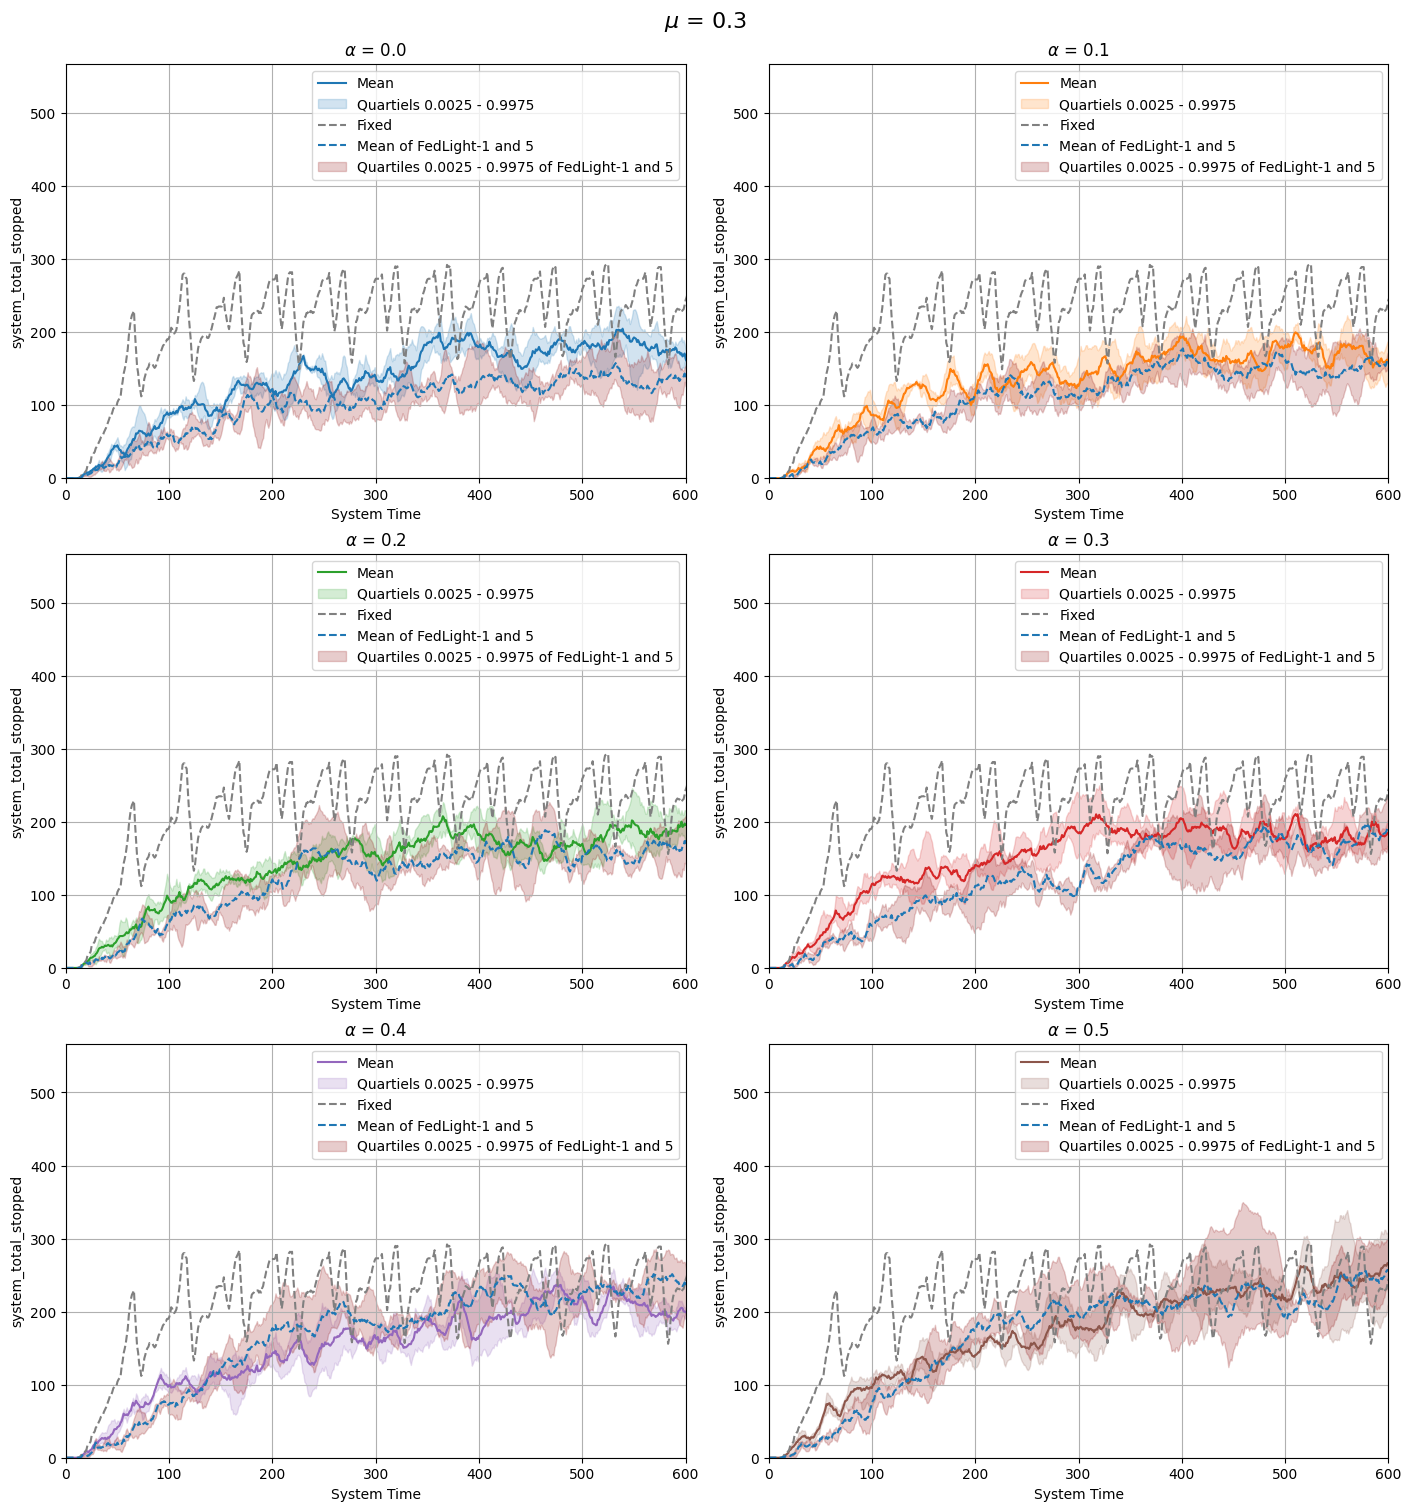 μ = 0.3
α = 0.0
system_total_stopped
500
400
300
200
100
0
Mean
Quartiels 0.0025 - 0.9975
Fixed
Mean of FedLight-1 and 5
Quartiles 0.0025 - 0.9975 of FedLight-1 and 5
0 100 200 300 400 500 600
System Time
α = 0.1
system_total_stopped
500
400
300
200
100
0
Mean
Quartiels 0.0025 - 0.9975
Fixed
Mean of FedLight-1 and 5
Quartiles 0.0025 - 0.9975 of FedLight-1 and 5
0 100 200 300 400 500 600
System Time
α = 0.2
system_total_stopped
500
400
300
200
100
0
Mean
Quartiels 0.0025 - 0.9975
Fixed
Mean of FedLight-1 and 5
Quartiles 0.0025 - 0.9975 of FedLight-1 and 5
0 100 200 300 400 500 600
System Time
α = 0.3
system_total_stopped
500
400
300
200
100
0
Mean
Quartiels 0.0025 - 0.9975
Fixed
Mean of FedLight-1 and 5
Quartiles 0.0025 - 0.9975 of FedLight-1 and 5
0 100 200 300 400 500 600
System Time
α = 0.4
system_total_stopped
500
400
300
200
100
0
Mean
Quartiels 0.0025 - 0.9975
Fixed
Mean of FedLight-1 and 5
Quartiles 0.0025 - 0.9975 of FedLight-1 and 5
0 100 200 300 400 500 600
System Time
α = 0.5
system_total_stopped
500
400
300
200
100
0
Mean
Quartiels 0.0025 - 0.9975
Fixed
Mean of FedLight-1 and 5
Quartiles 0.0025 - 0.9975 of FedLight-1 and 5
0 100 200 300 400 500 600
System Time